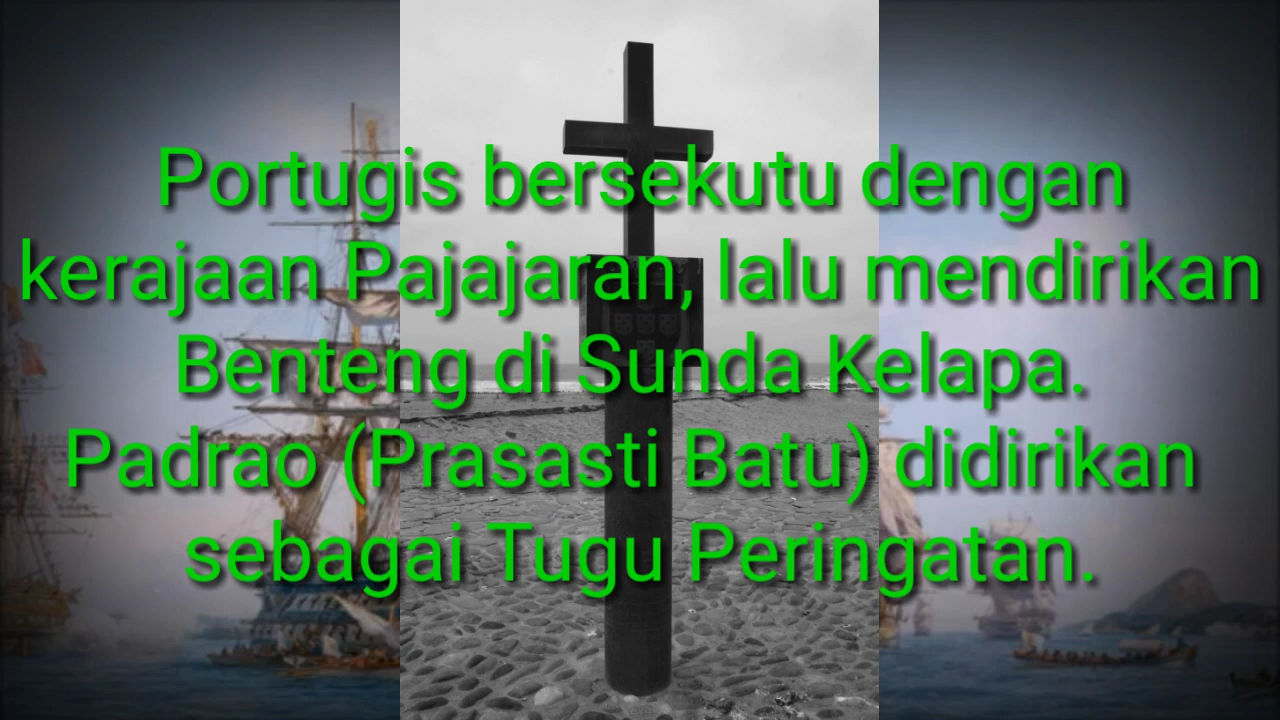 Portugis bersekutu dengan
kerajaan Pajajaran, lalu mendirikan
Benteng di Sunda Kelapa.
Padrao (Prasasti Batu) didirikan
sebagai Tugu Peringatan.